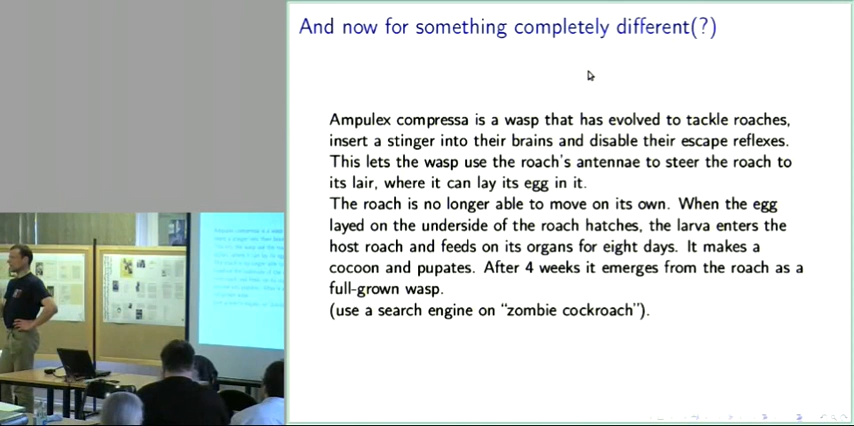 And now for something completely different(?)
Ampulex compressa is a wasp that has evolved to tackle roaches,
insert a stinger into their brains and disable their escape reflexes.
This lets the wasp use the roach's antennae to steer the roach to
its lair, where it can lay its egg in it.
The roach is no longer able to move on its own. When the egg
layed on the underside of the roach hatches, the larva enters the
host roach and feeds on its organs for eight days. It makes a
cocoon and pupates. After 4 weeks it emerges from the roach as a
full-grown wasp.
(use a search engine on “zombie cockroach”).